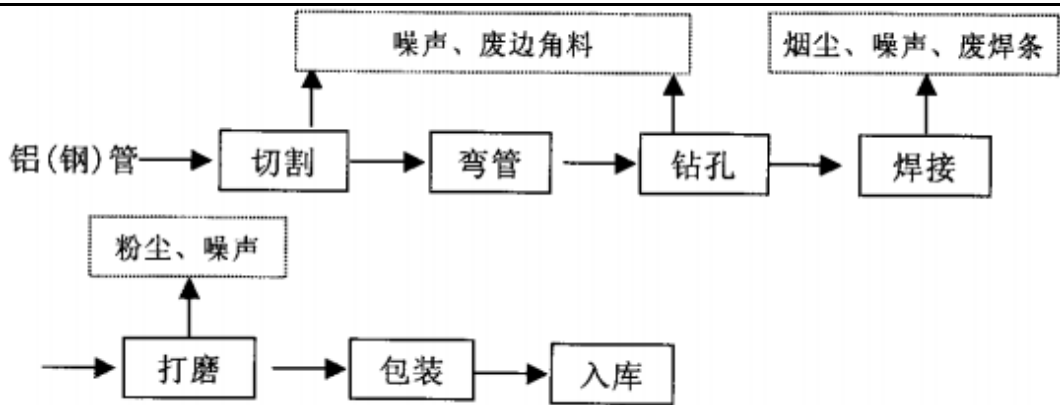 噪声、废边角料
烟尘、噪声、废焊条
铝(钢)管
切割
弯管
钻孔
焊接
粉尘、噪声
打磨
包装
入库